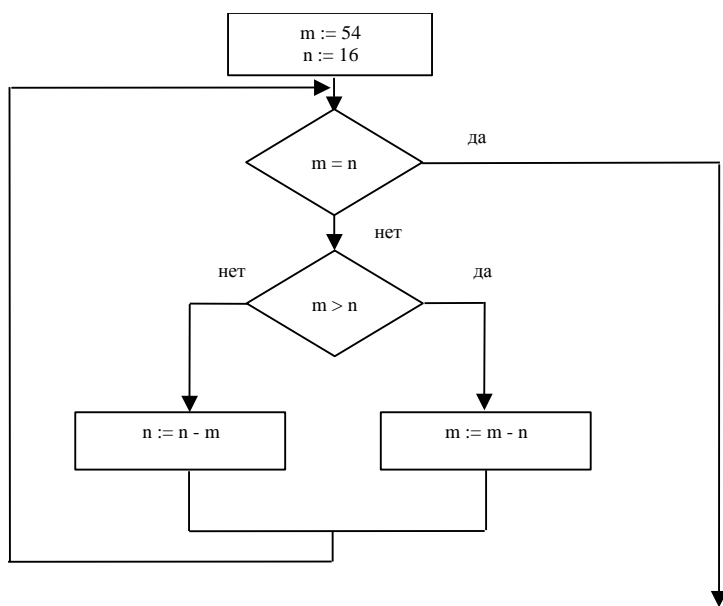 m := 54
n := 16
да
m = n
нет
нет
да
m > n
n := n - m
m := m - n